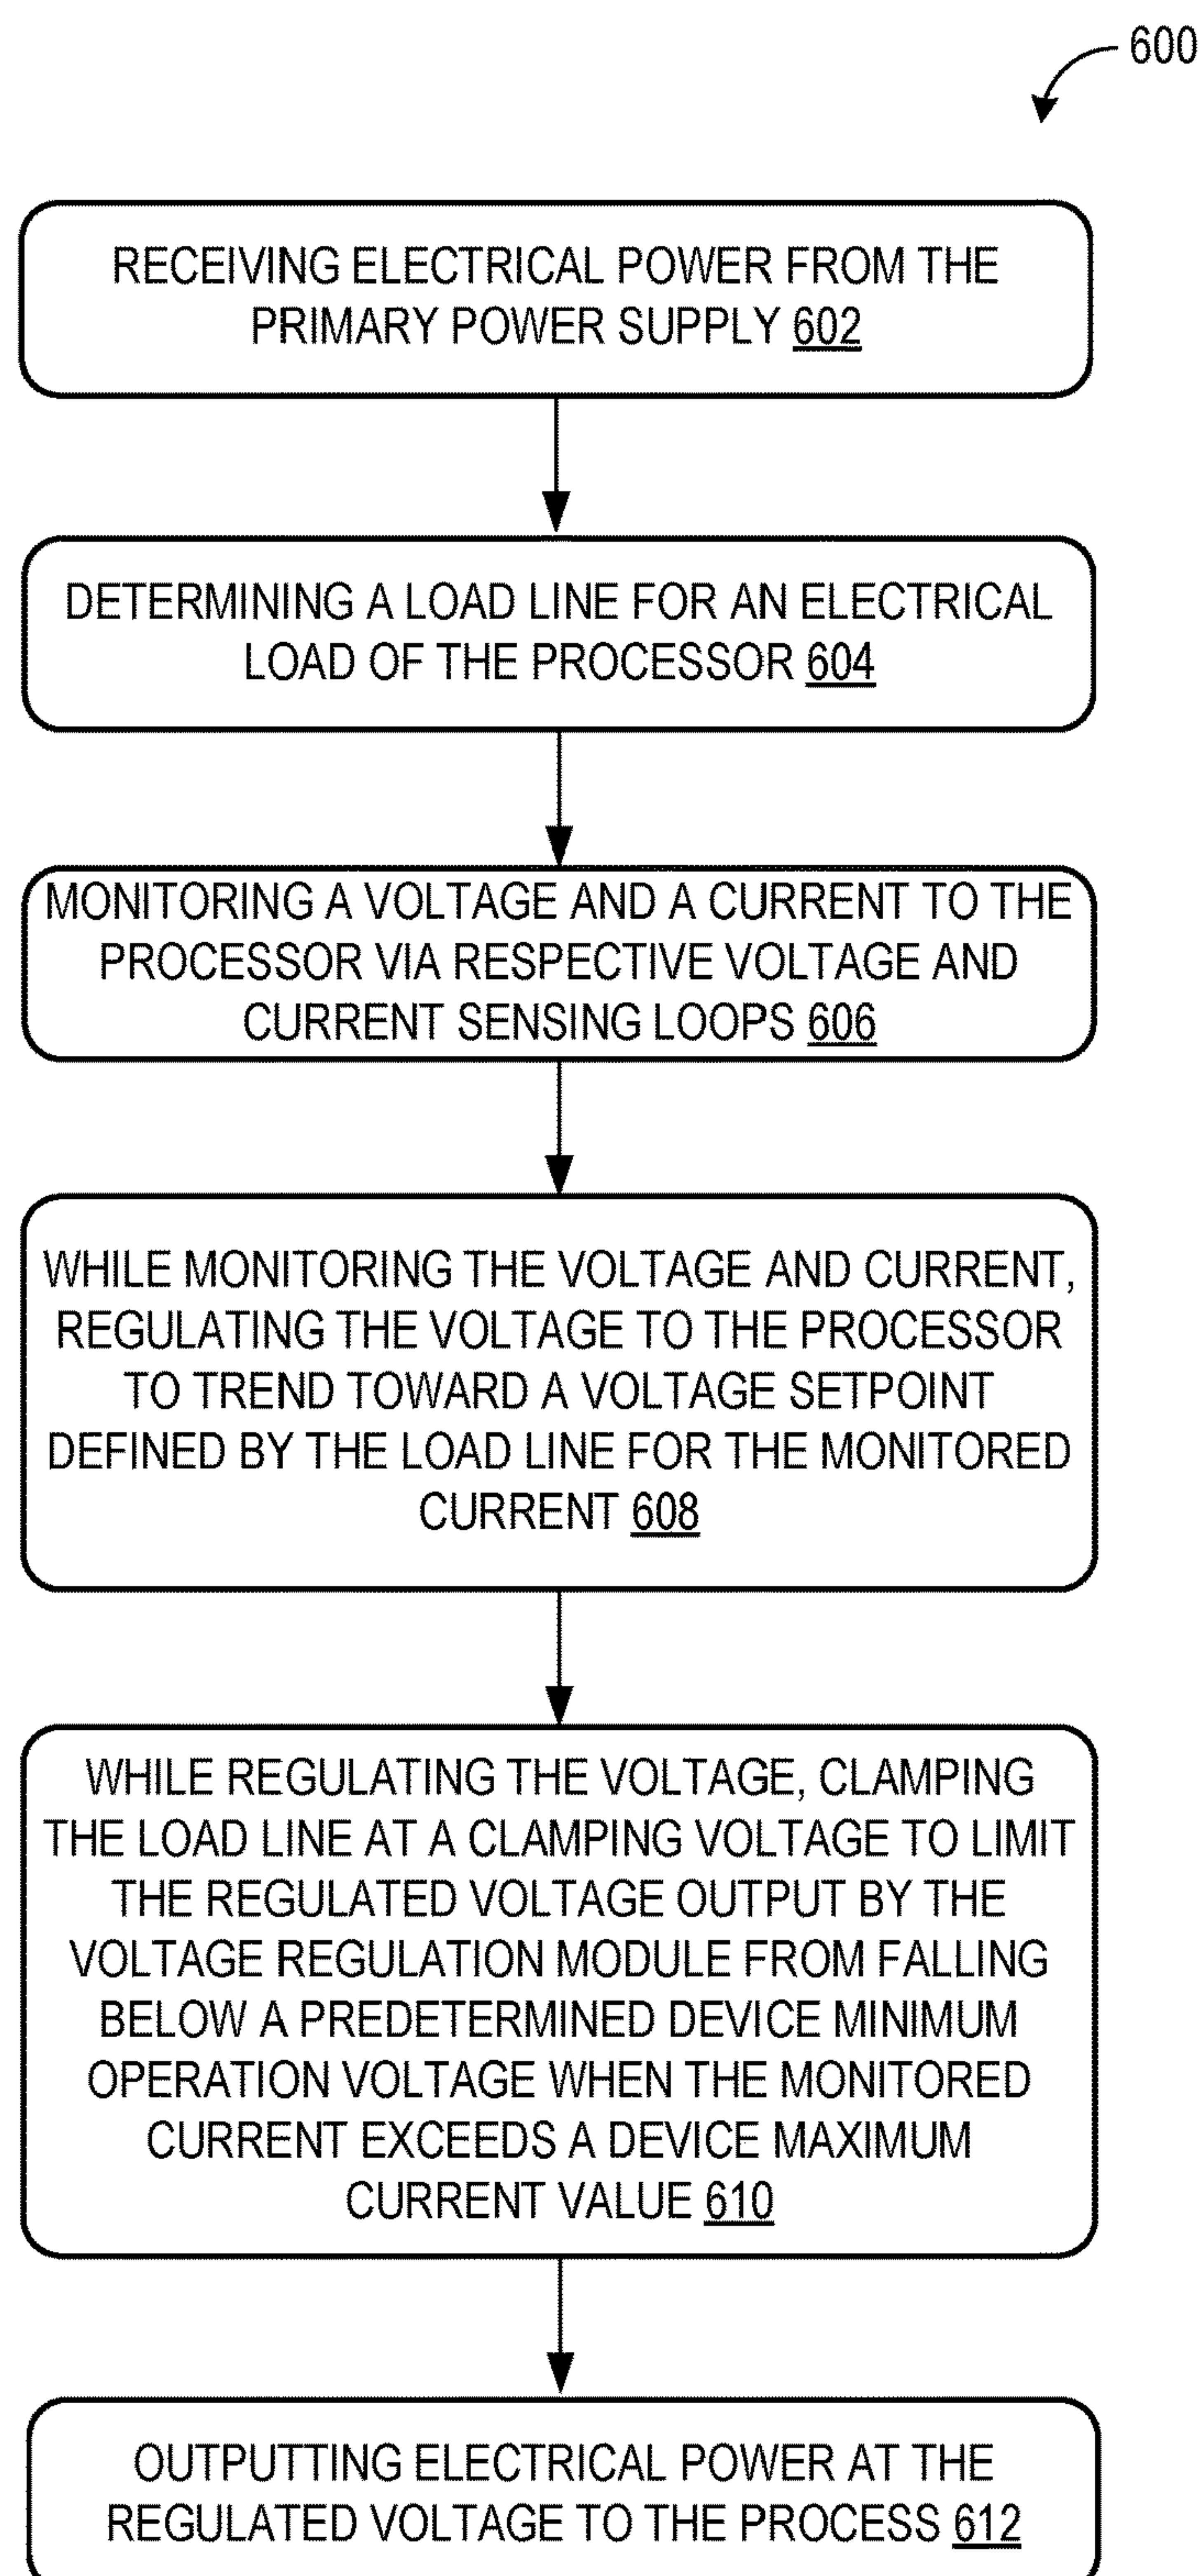 600
RECEIVING ELECTRICAL POWER FROM THE
PRIMARY POWER SUPPLY 602
DETERMINING A LOAD LINE FOR AN ELECTRICAL
LOAD OF THE PROCESSOR 604
MONITORING A VOLTAGE AND A CURRENT TO THE
PROCESSOR VIA RESPECTIVE VOLTAGE AND
CURRENT SENSING LOOPS 606
WHILE MONITORING THE VOLTAGE AND CURRENT,
REGULATING THE VOLTAGE TO THE PROCESSOR
TO TREND TOWARD A VOLTAGE SETPOINT
DEFINED BY THE LOAD LINE FOR THE MONITORED
CURRENT 608
WHILE REGULATING THE VOLTAGE, CLAMPING
THE LOAD LINE AT A CLAMPING VOLTAGE TO LIMIT
THE REGULATED VOLTAGE OUTPUT BY THE
VOLTAGE REGULATION MODULE FROM FALLING
BELOW A PREDETERMINED DEVICE MINIMUM
OPERATION VOLTAGE WHEN THE MONITORED
CURRENT EXCEEDS A DEVICE MAXIMUM
CURRENT VALUE 610
OUTPUTTING ELECTRICAL POWER AT THE
REGULATED VOLTAGE TO THE PROCESS 612